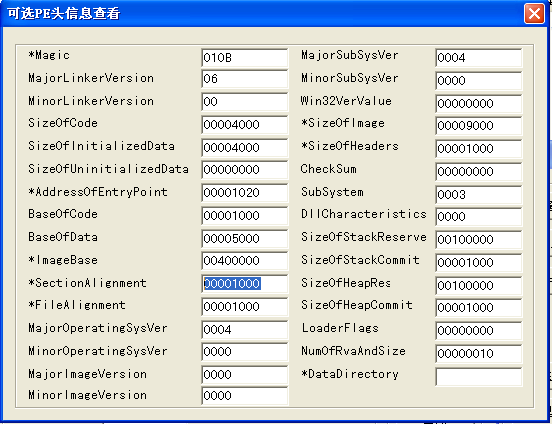 可选PE头信息查看
*Magic 010B MajorSubSysVer 0004
MajorLinkerVersion 06 MinorSubSysVer 0000
MinorLinkerVersion 00 Win32VerValue 00000000
SizeOfCode 00004000 *SizeOfImage 00009000
SizeOfInitializedData 00004000 *SizeOfHeaders 00001000
SizeOfUninitializedData 00000000 CheckSum 00000000
*AddressOfEntryPoint 00001020 SubSystem 0003
BaseOfCode 00001000 DllCharacteristics 0000
BaseOfData 00005000 SizeOfStackReserve 00100000
*ImageBase 00400000 SizeOfStackCommit 00001000
*SectionAlignment 00001000 SizeOfHeapRes 00100000
*FileAlignment 00001000 SizeOfHeapCommit 00001000
MajorOperatingSysVer 0004 LoaderFlags 00000000
MinorOperatingSysVer 0000 NumOfRvaAndSize 00000010
MajorImageVersion 0000 *DataDirectory
MinorImageVersion 0000